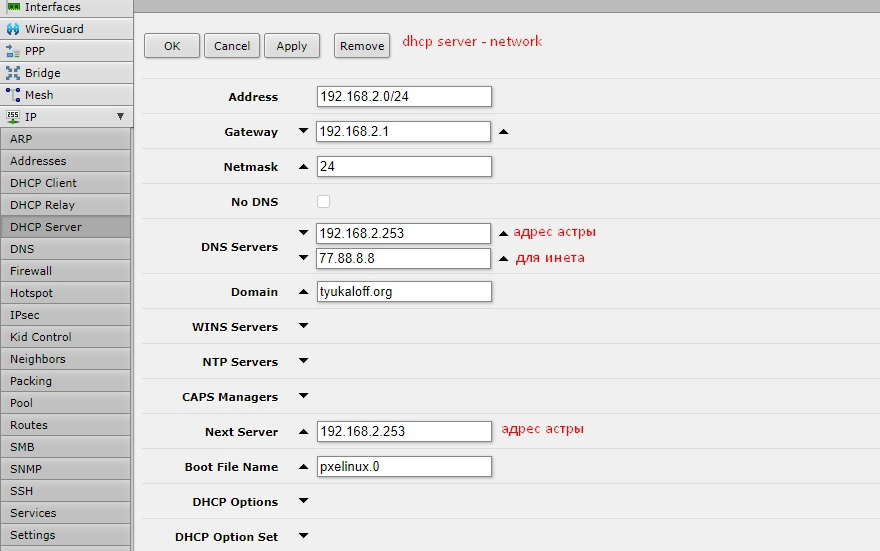 Interfaces
WireGuard
PPP
Bridge
Mesh
255 IP
ARP
Addresses
DHCP Client
DHCP Relay
DHCP Server
DNS
Firewall
Hotspot
IPsec
Kid Control
Neighbors
Packing
Pool
Routes
SMB
SNMP
SSH
Services
Settings
OK Cancel Apply Remove dhcp server - network
Address 192.168.2.0/24
Gateway 192.168.2.1
Netmask 24
No DNS
DNS Servers 192.168.2.253 адрес астры
77.88.8.8 для инета
Domain tyukaloff.org
WINS Servers
NTP Servers
CAPS Managers
Next Server 192.168.2.253 адрес астры
Boot File Name pxelinux.0
DHCP Options
DHCP Option Set